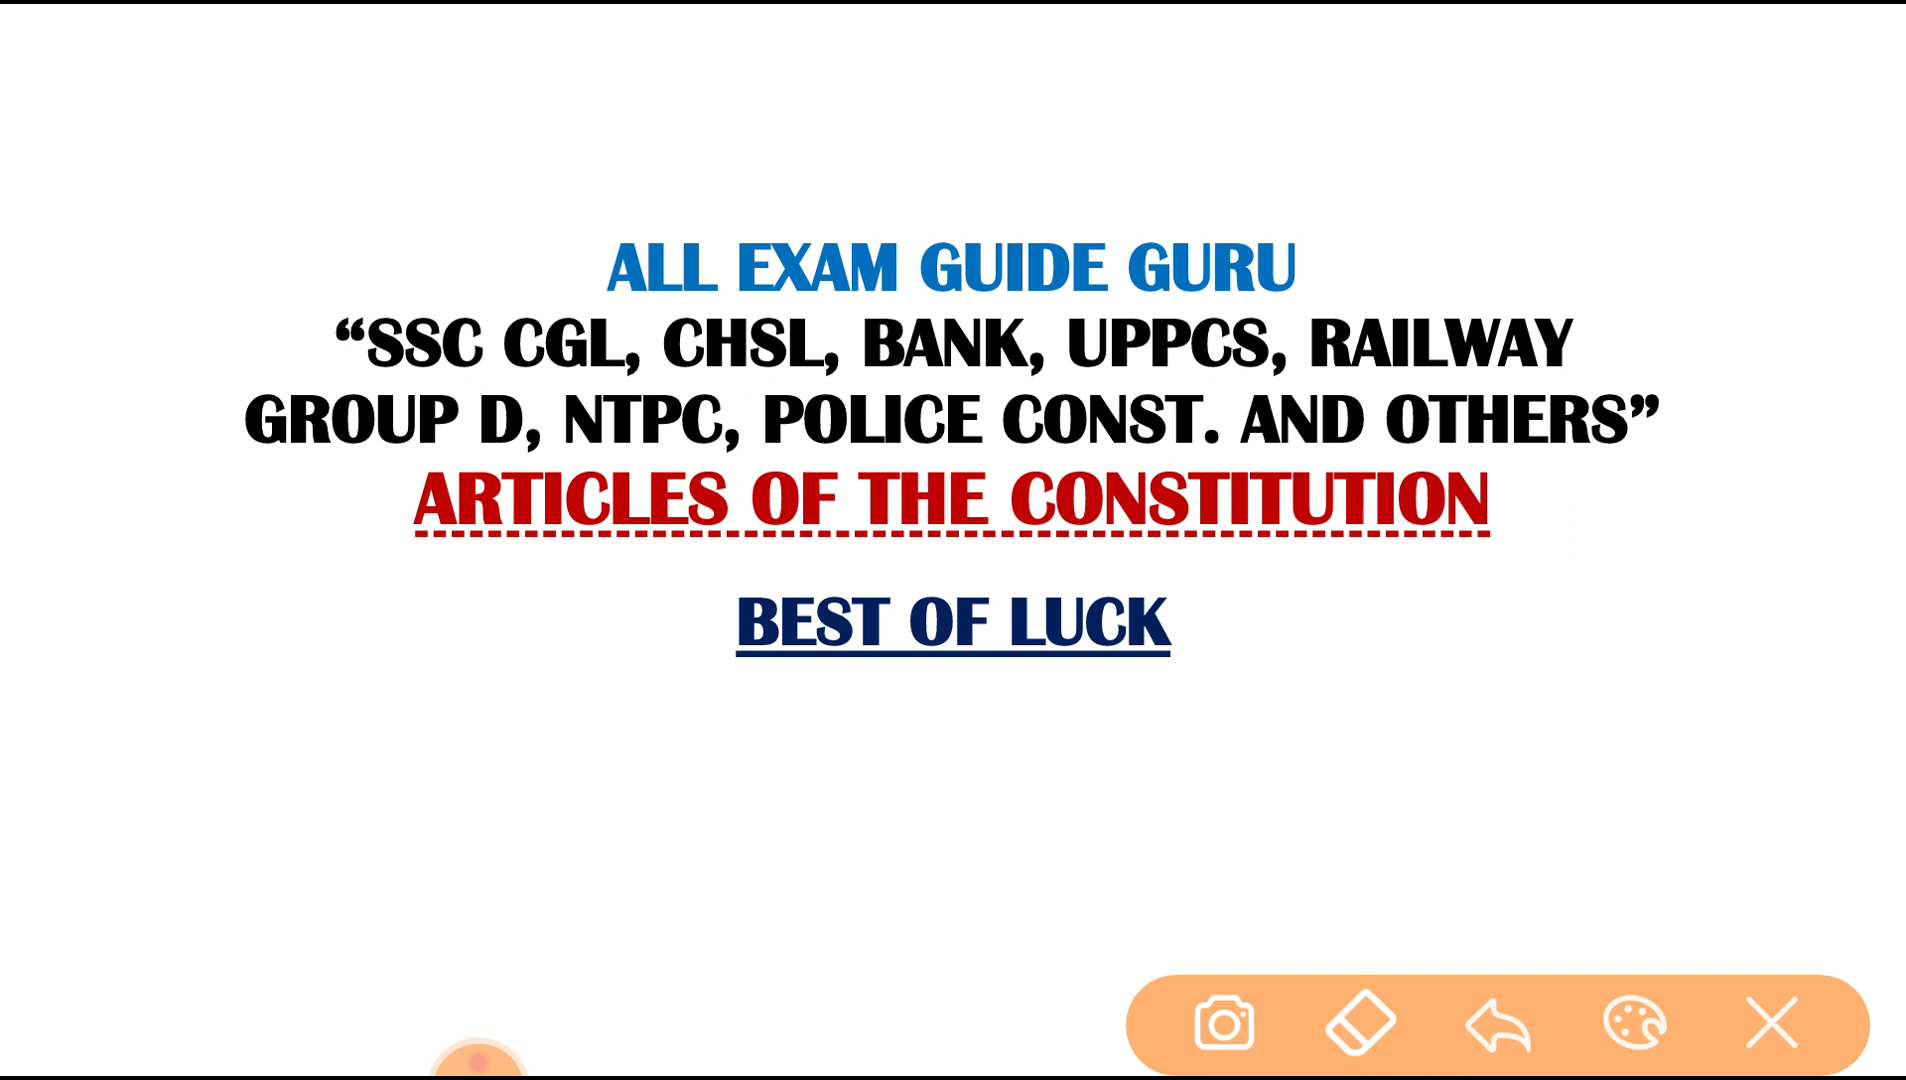 ALL EXAM GUIDE GURU
“SSC CGL, CHSL, BANK, UPPCS, RAILWAY
GROUP D, NTPC, POLICE CONST. AND OTHERS”
ARTICLES OF THE CONSTITUTION
BEST OF LUCK